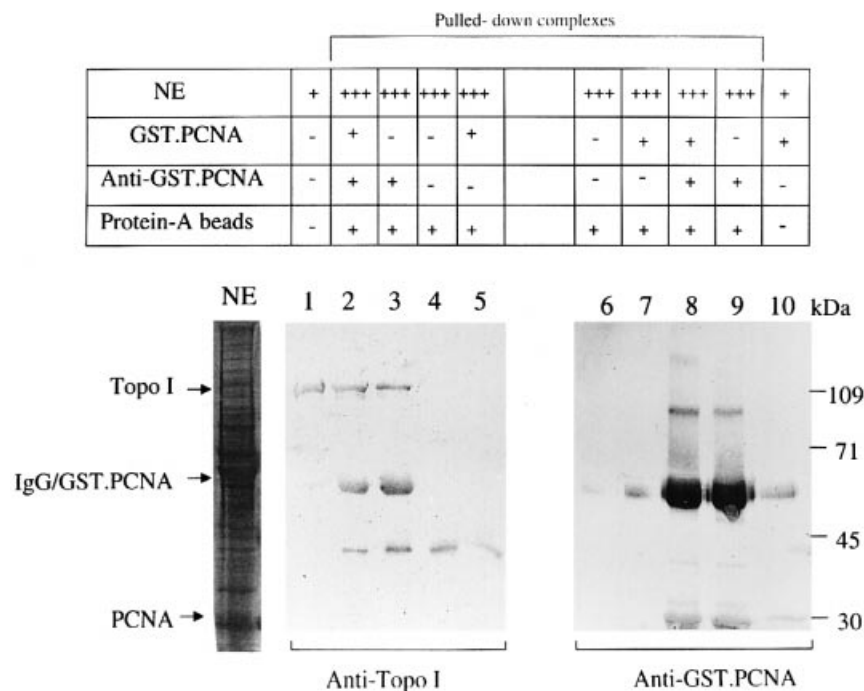 Pulled- down complexes
NE + +++ +++ +++ +++ +++ +++ +++ +++ +
GST.PCNA - + - - + - + + - +
Anti-GST.PCNA - + + - - - - + + -
Protein-A beads - + + + + + + + + -
NE 1 2 3 4 5 6 7 8 9 10 kDa
Topo I
109
71
IgG/GST.PCNA
45
PCNA
30
Anti-Topo I
Anti-GST.PCNA